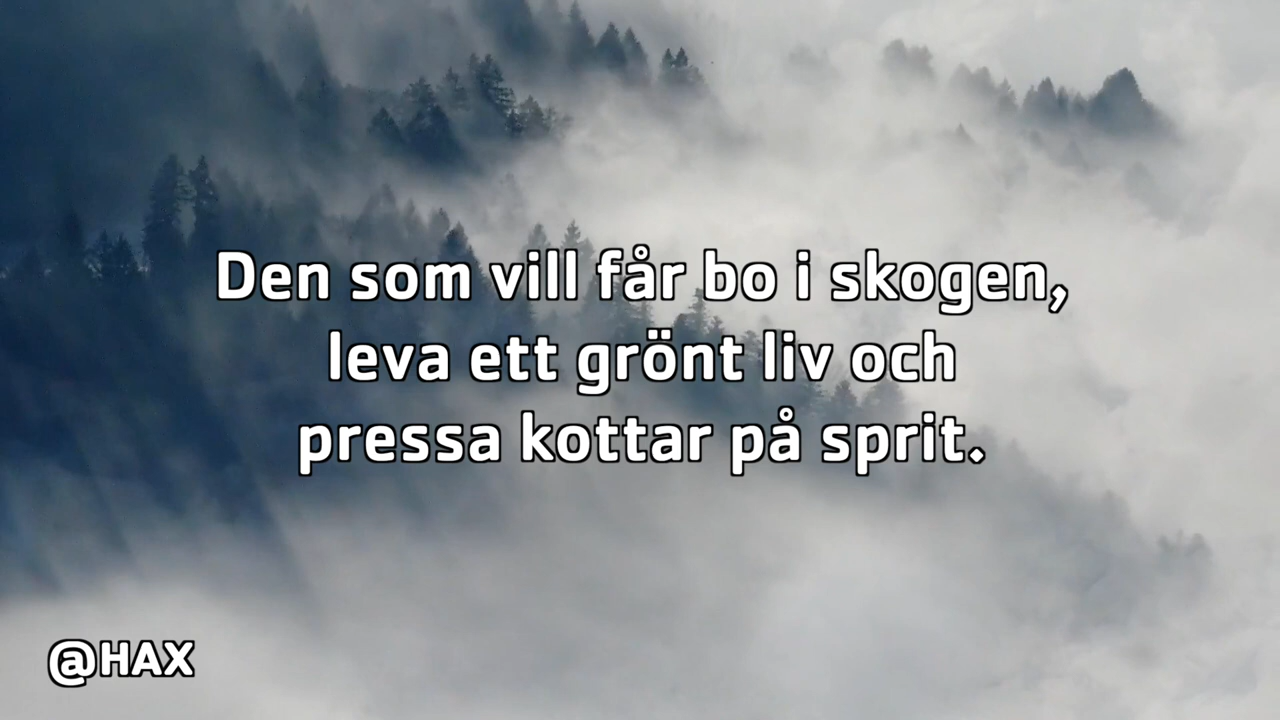 Den som vill får bo i skogen,
leva ett grönt liv och
pressa kottar på sprit.
@HAX